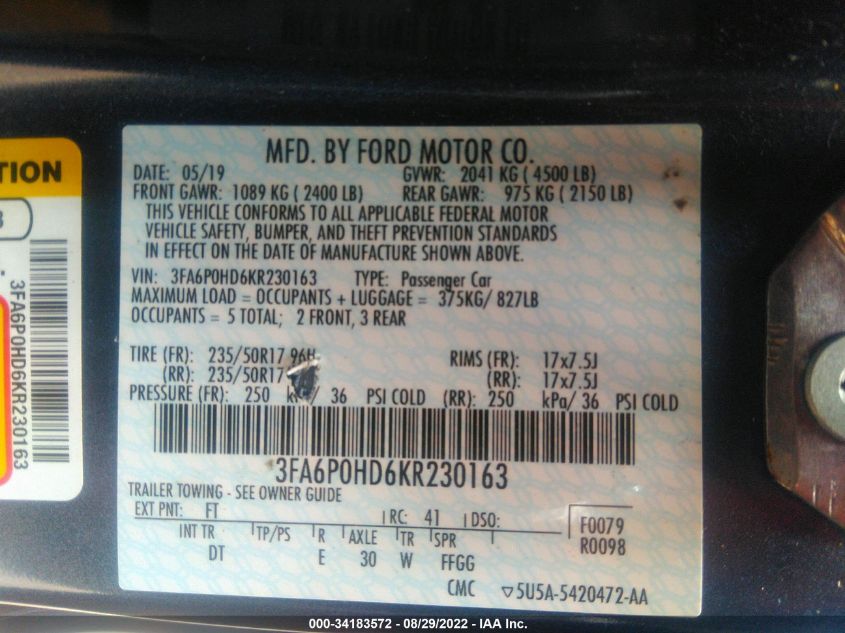 MFD. BY FORD MOTOR CO.
DATE: 05/19 GVWR: 2041 KG ( 4500 LB)
FRONT GAWR: 1089 KG ( 2400 LB) REAR GAWR: 975 KG ( 2150 LB)
THIS VEHICLE CONFORMS TO ALL APPLICABLE FEDERAL MOTOR
VEHICLE SAFETY, BUMPER, AND THEFT PREVENTION STANDARDS
IN EFFECT ON THE DATE OF MANUFACTURE SHOWN ABOVE.
VIN: 3FA6P0HD6KR230163 TYPE: Passenger Car
MAXIMUM LOAD = OCCUPANTS + LUGGAGE = 375KG/ 827LB
OCCUPANTS = 5 TOTAL; 2 FRONT, 3 REAR
TIRE (FR): 235/50R17 96H RIMS (FR): 17x7.5J
(RR): 235/50R17 (RR): 17x7.5J
PRESSURE (FR): 250 kPa/ 36 PSI COLD (RR): 250 kPa/ 36 PSI COLD
3FA6P0HD6KR230163
TRAILER TOWING - SEE OWNER GUIDE
EXT PNT: FT RC: 41 DSO: F0079
INT TR TP/PS R AXLE TR SPR R0098
DT E 30 W FFGG
CMC 5U5A-5420472-AA
TION
3FA6P0HD6KR230163
000-34183572 - 08/29/2022 - IAA Inc.